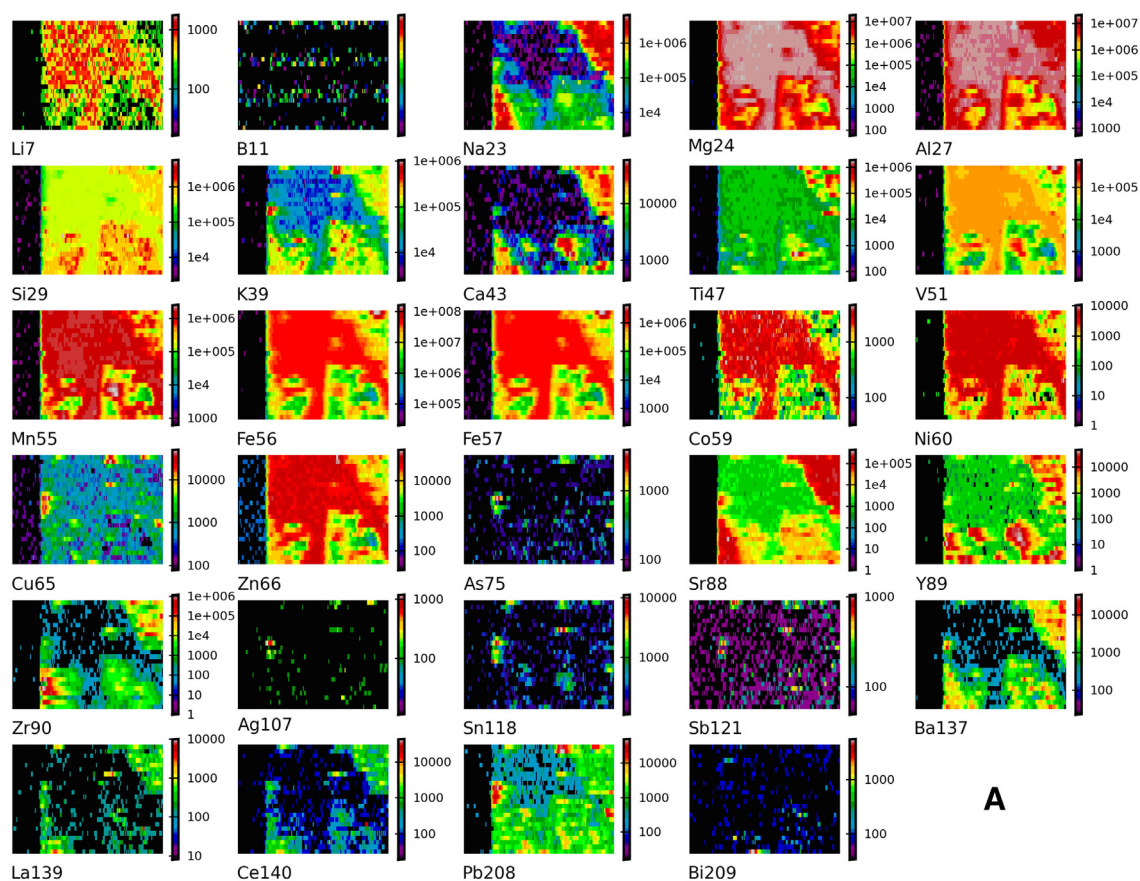 1000
100
Li7
B11
1e+006
1e+005
1e4
Na23
1e+007
1e+006
1e+005
1e4
1000
100
Mg24
1e+007
1e+006
1e+005
1e4
1000
Al27
1e+006
1e+005
1e4
Si29
1e+006
1e+005
1e4
K39
10000
1000
Ca43
1e+005
1e4
1000
100
Ti47
1e+005
1e4
1000
V51
1e+006
1e+005
1e4
1000
Mn55
1e+008
1e+007
1e+006
1e+005
Fe56
1e+006
1e+005
1e4
1000
Fe57
1000
100
Co59
10000
1000
100
10
1
Ni60
10000
1000
100
Cu65
10000
1000
100
Zn66
1000
100
As75
1e+005
1e4
1000
100
10
1
Sr88
10000
1000
100
10
1
Y89
1e+006
1e+005
1e4
1000
100
10
1
Zr90
1000
100
Ag107
10000
1000
Sn118
1000
100
Sb121
10000
1000
100
Ba137
10000
1000
100
10
La139
1000
100
Ce140
10000
1000
100
Pb208
1000
100
Bi209
A